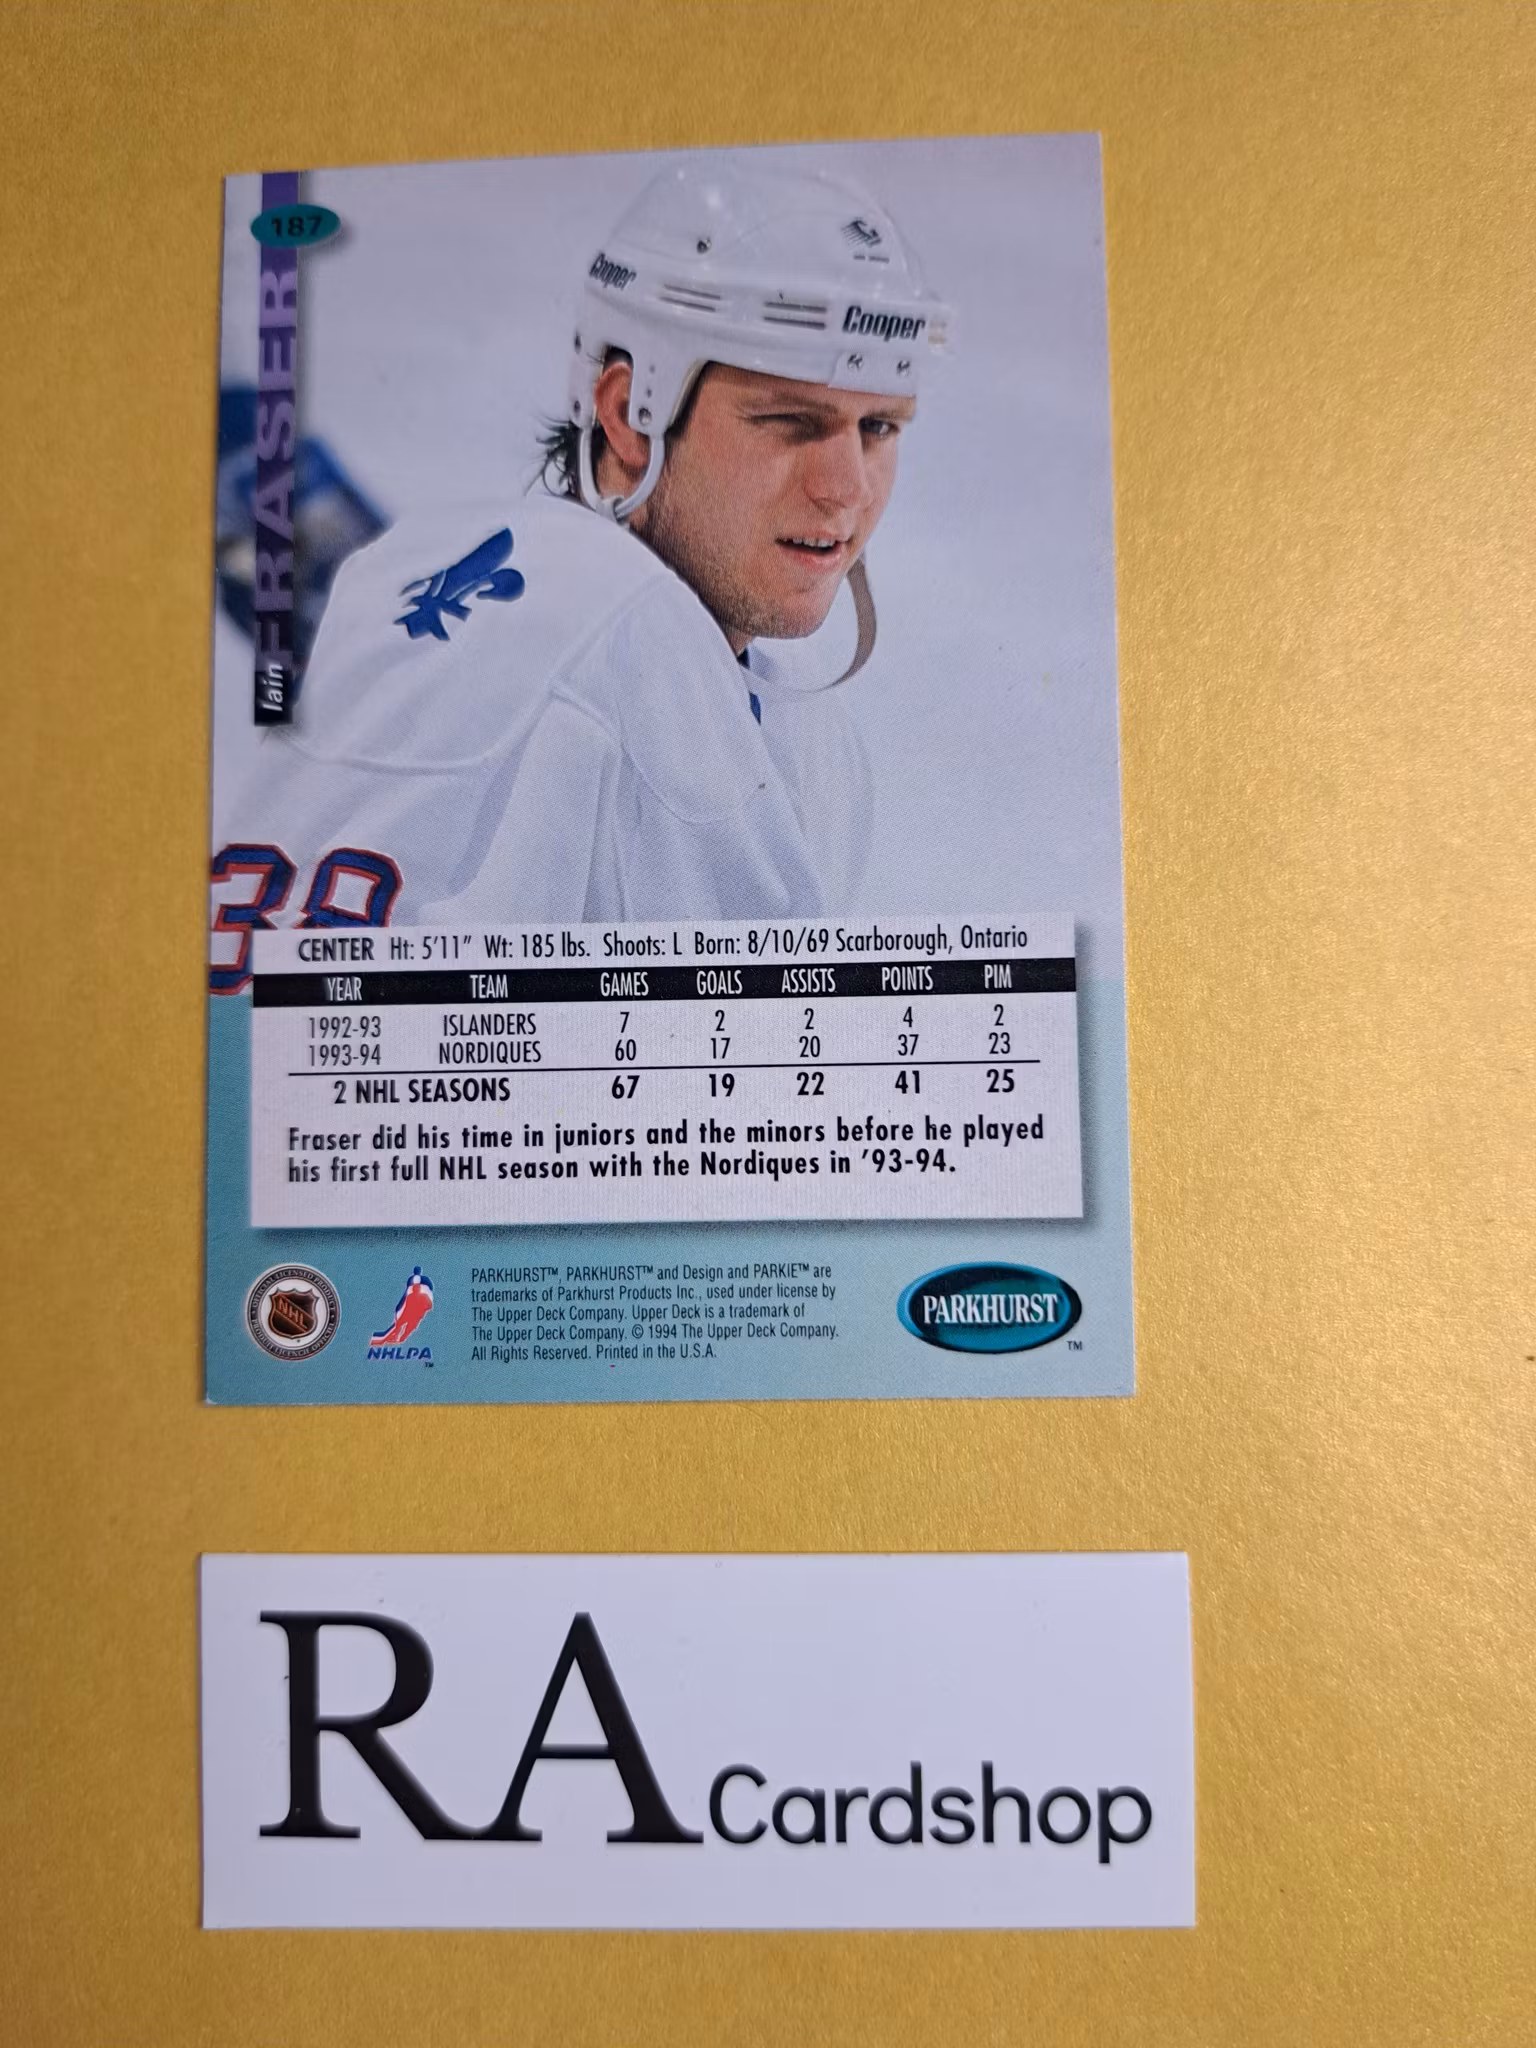 187
Iain FRASER
Cooper
Cooper
38
CENTER Ht: 5'11" Wt: 185 lbs. Shoots: L Born: 8/10/69 Scarborough, Ontario
YEAR TEAM GAMES GOALS ASSISTS POINTS PIM
1992-93 ISLANDERS 7 2 2 4 2
1993-94 NORDIQUES 60 17 20 37 23
2 NHL SEASONS 67 19 22 41 25
Fraser did his time in juniors and the minors before he played
his first full NHL season with the Nordiques in '93-94.
NHL
NHLPA
TM
PARKHURST™, PARKHURST™ and Design and PARKIE™ are
trademarks of Parkhurst Products Inc., used under license by
The Upper Deck Company. Upper Deck is a trademark of
The Upper Deck Company. © 1994 The Upper Deck Company.
All Rights Reserved. Printed in the U.S.A.
PARKHURST
TM
RA Cardshop